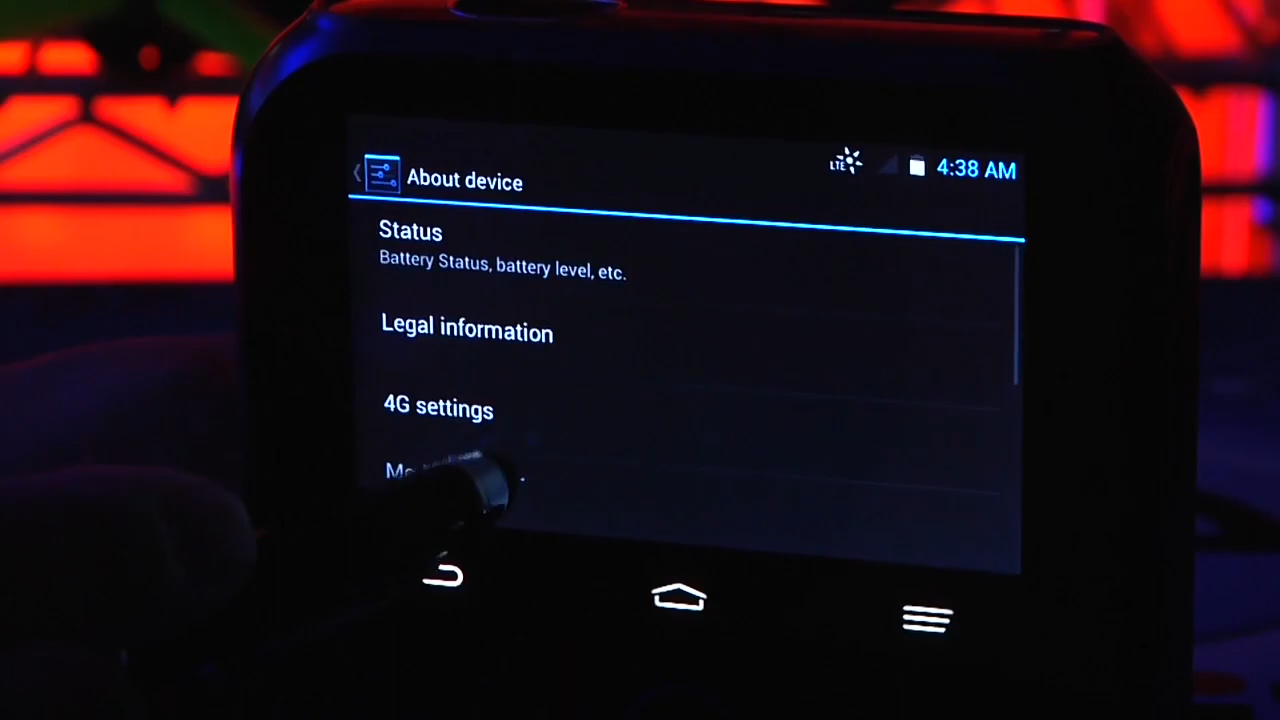 LTE 4:38 AM
About device
Status
Battery Status, battery level, etc.
Legal information
4G settings